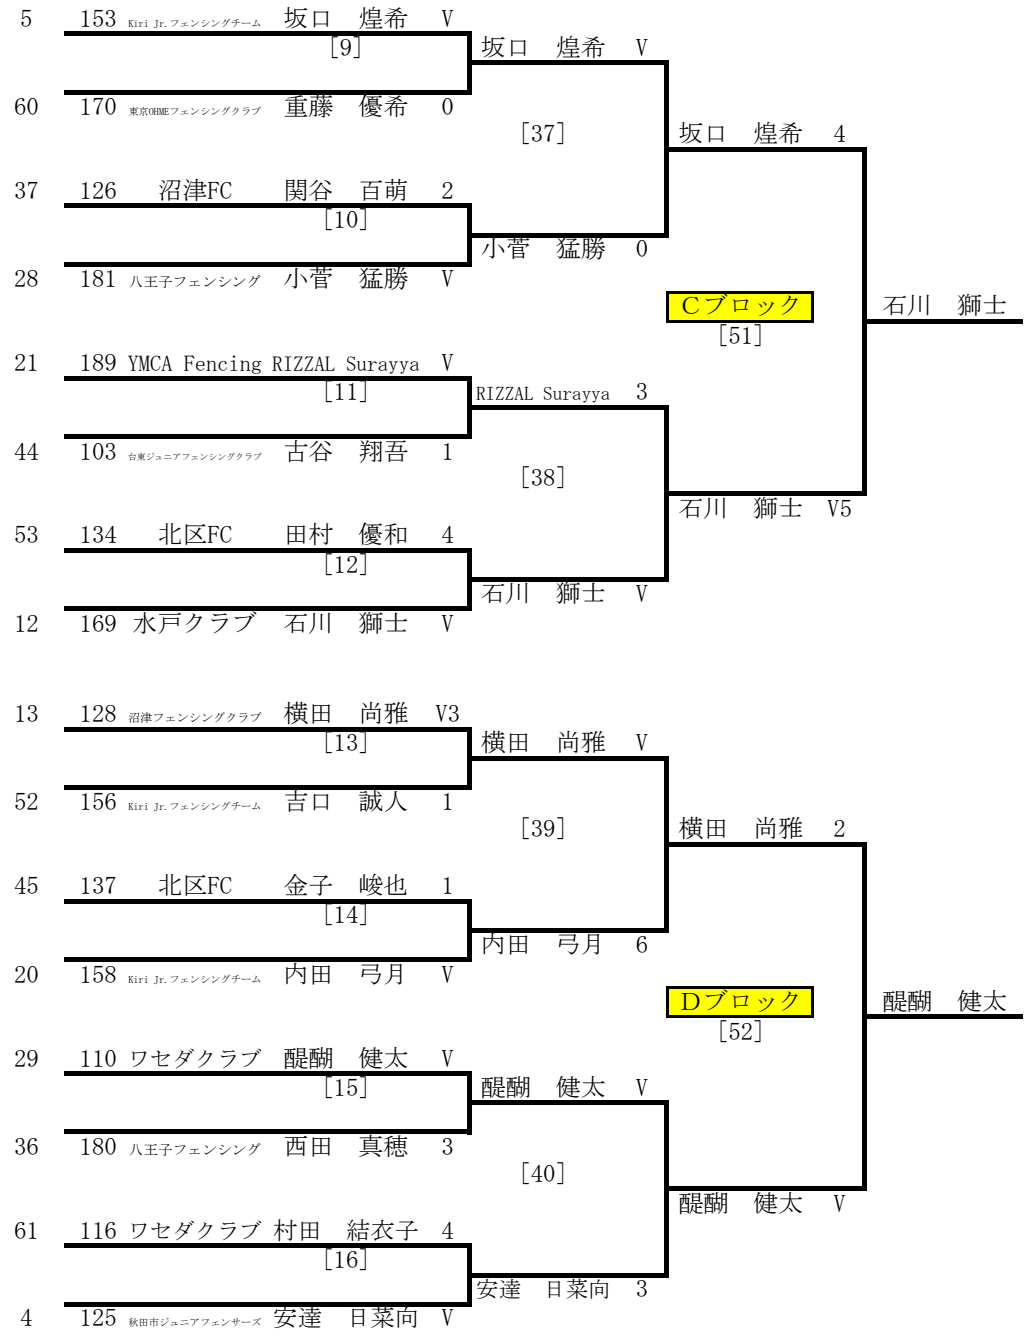 5 153 Kiri Jr.フェンシングチーム 坂口 煌希 V
[9]
坂口 煌希 V
60 170 東京OHMEフェンシングクラブ 重藤 優希 0
[37]
坂口 煌希 4
37 126 沼津FC 関谷 百萌 2
[10]
小菅 猛勝 0
28 181 八王子フェンシング 小菅 猛勝 V
Cブロック
石川 獅士
[51]
21 189 YMCA Fencing RIZZAL Surayya V
[11]
RIZZAL Surayya 3
44 103 台東ジュニアフェンシングクラブ 古谷 翔吾 1
[38]
石川 獅士 V5
53 134 北区FC 田村 優和 4
[12]
石川 獅士 V
12 169 水戸クラブ 石川 獅士 V
13 128 沼津フェンシングクラブ 横田 尚雅 V3
[13]
横田 尚雅 V
52 156 Kiri Jr.フェンシングチーム 吉口 誠人 1
[39]
横田 尚雅 2
45 137 北区FC 金子 峻也 1
[14]
内田 弓月 6
20 158 Kiri Jr.フェンシングチーム 内田 弓月 V
Dブロック
醍醐 健太
[52]
29 110 ワセダクラブ 醍醐 健太 V
[15]
醍醐 健太 V
36 180 八王子フェンシング 西田 真穂 3
[40]
醍醐 健太 V
61 116 ワセダクラブ 村田 結衣子 4
[16]
安達 日菜向 3
4 125 秋田市ジュニアフェンサーズ 安達 日菜向 V